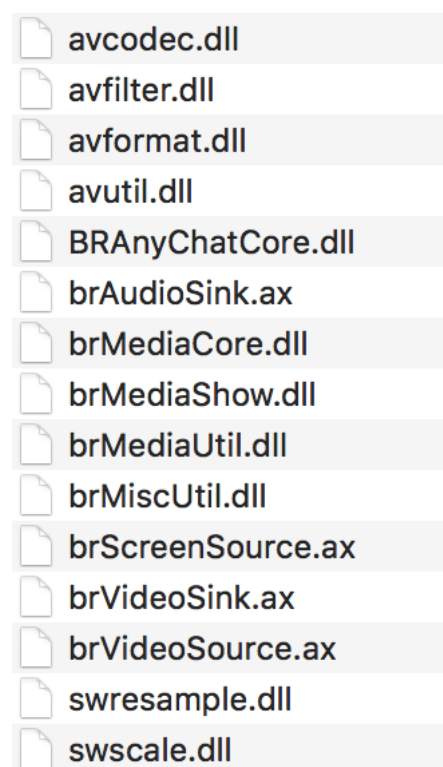 avcodec.dll
avfilter.dll
avformat.dll
avutil.dll
BRAnyChatCore.dll
brAudioSink.ax
brMediaCore.dll
brMediaShow.dll
brMediaUtil.dll
brMiscUtil.dll
brScreenSource.ax
brVideoSink.ax
brVideoSource.ax
swresample.dll
swscale.dll